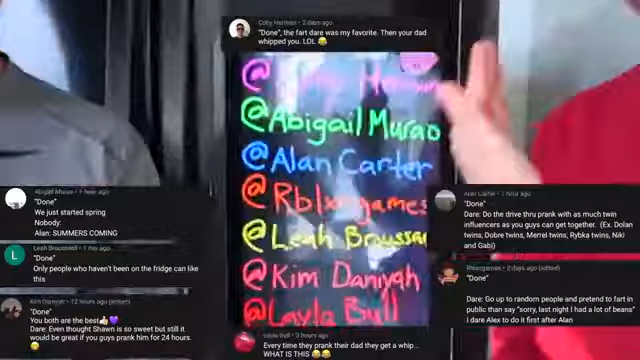 Coby Herman • 2 days ago
"Done", the fart dare was my favorite. Then your dad
whipped you. LOL 😂
@
@Abigail Murao
@Alan Carter
@Rblxgames
@Leah Broussar
@Kim Daniyah
@Layla Bull
Abigail Murao • 1 hour ago
"Done"
We just started spring
Nobody:
Alan: SUMMERS COMING
L
Leah Broussard • 1 day ago
"Done"
Only people who haven't been on the fridge can like
this
Kim Daniyah • 12 hours ago (edited)
"Done"
You both are the best👍💜
Dare: Even thought Shawn is so sweet but still it
would be great if you guys prank him for 24 hours.
😀
Alan Carter • 1 hour ago
"Done"
Dare: Do the drive thru prank with as much twin
influencers as you guys can get together. (Ex: Dolan
twins, Dobre twins, Merrel twins, Rybka twins, Niki
and Gabi)
Rblxgames • 2 days ago (edited)
"Done"
Dare: Go up to random people and pretend to fart in
public than say "sorry, last night I had a lot of beans"
I dare Alex to do it first after Alan
Layla Bull • 3 hours ago
Every time they prank their dad they get a whip...
WHAT IS THIS 😂😂